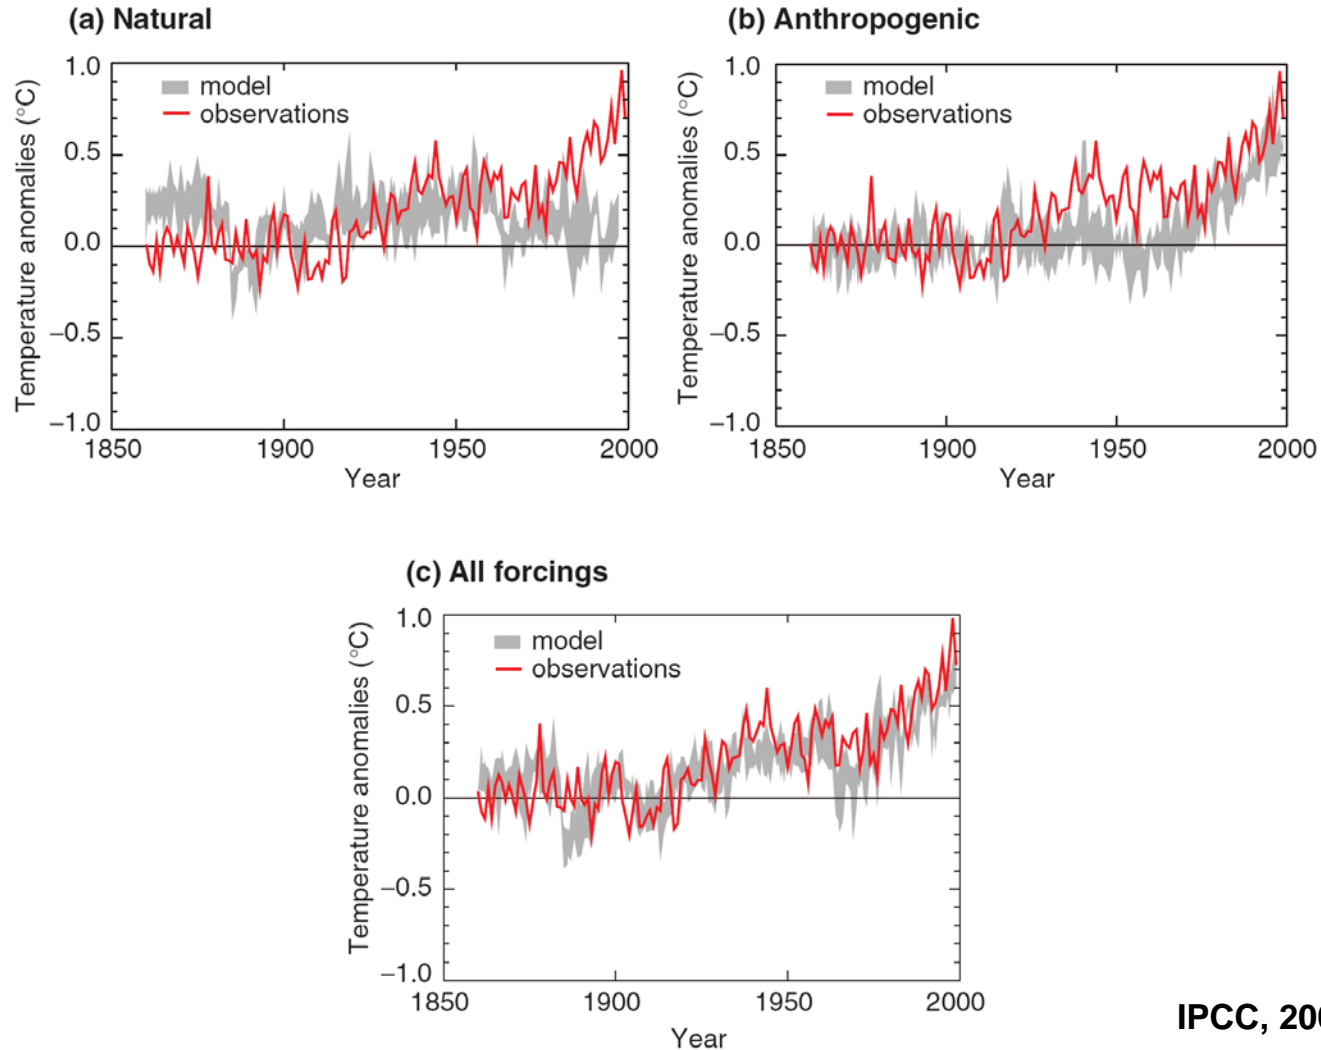 (a) Natural
Temperature anomalies (°C)
1.0
0.5
0.0
−0.5
−1.0
model
observations
1850
1900
1950
2000
Year
(b) Anthropogenic
Temperature anomalies (°C)
1.0
0.5
0.0
−0.5
−1.0
model
observations
1850
1900
1950
2000
Year
(c) All forcings
Temperature anomalies (°C)
1.0
0.5
0.0
−0.5
−1.0
model
observations
1850
1900
1950
2000
Year
IPCC,